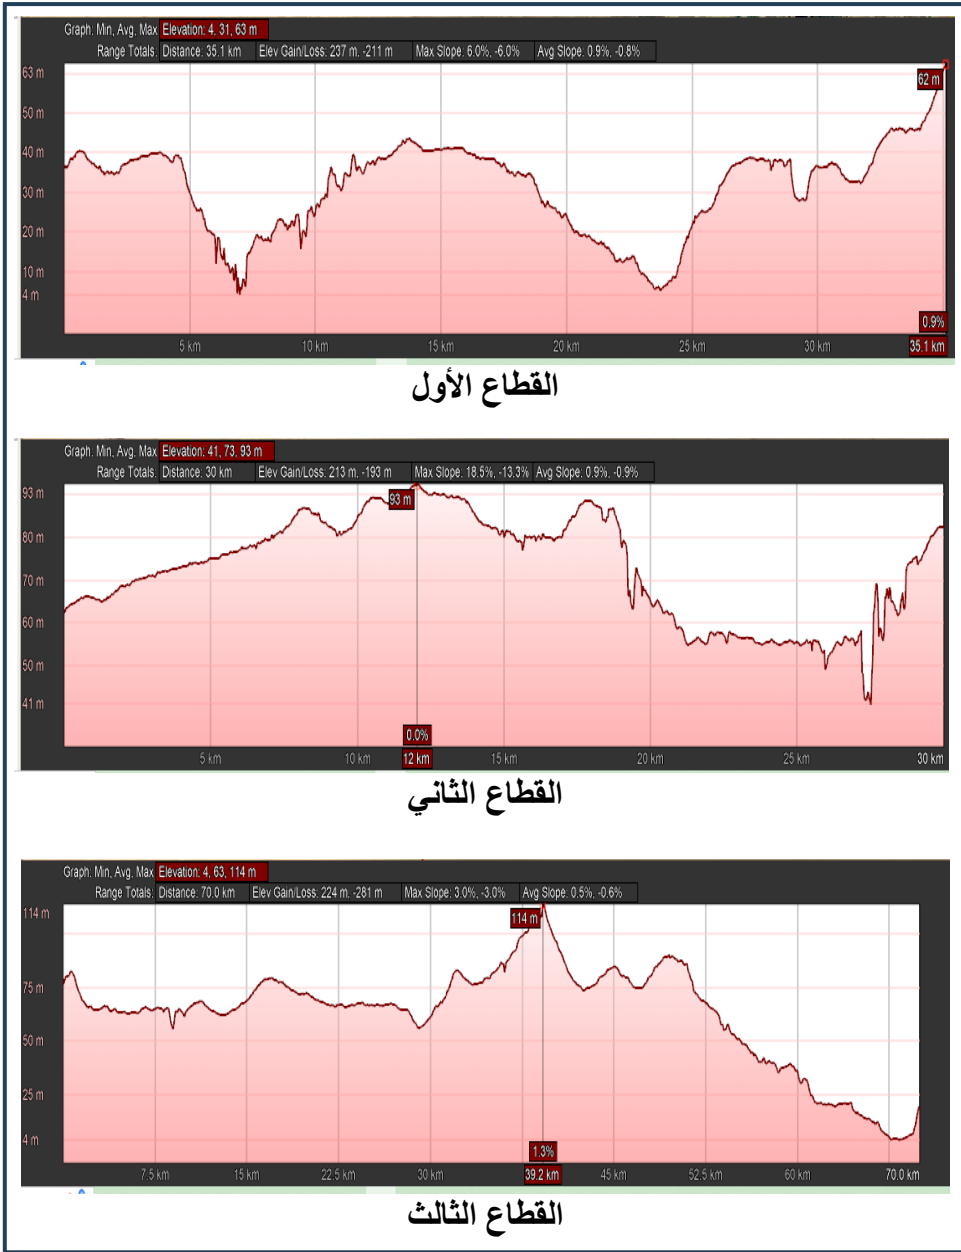 Graph: Min, Avg, Max Elevation: 4, 31, 63 m
Range Totals: Distance: 35.1 km Elev Gain/Loss: 237 m, -211 m Max Slope: 6.0%, -6.0% Avg Slope: 0.9%, -0.8%
63 m
62 m
50 m
40 m
30 m
20 m
10 m
4 m
0.9%
5 km 10 km 15 km 20 km 25 km 30 km 35.1 km
القطاع الأول
Graph: Min, Avg, Max Elevation: 41, 73, 93 m
Range Totals: Distance: 30 km Elev Gain/Loss: 213 m, -193 m Max Slope: 18.5%, -13.3% Avg Slope: 0.9%, -0.9%
93 m
93 m
80 m
70 m
60 m
50 m
41 m
0.0%
5 km 10 km 12 km 15 km 20 km 25 km 30 km
القطاع الثاني
Graph: Min, Avg, Max Elevation: 4, 63, 114 m
Range Totals: Distance: 70.0 km Elev Gain/Loss: 224 m, -281 m Max Slope: 3.0%, -3.0% Avg Slope: 0.5%, -0.6%
114 m
114 m
75 m
50 m
25 m
4 m
1.3%
7.5 km 15 km 22.5 km 30 km 39.2 km 45 km 52.5 km 60 km 70.0 km
القطاع الثالث